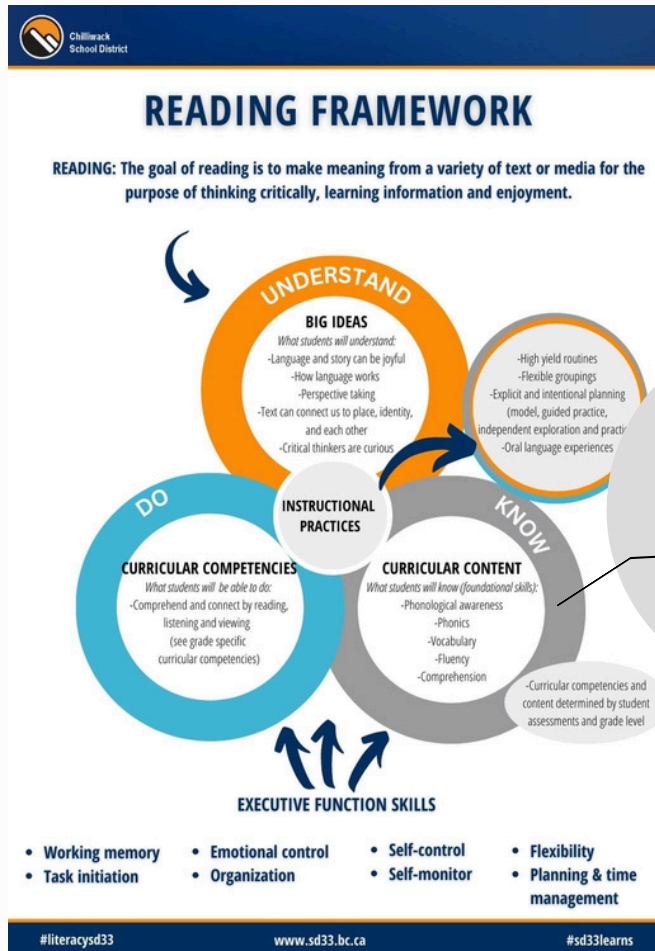 Chilliwack
School District
READING FRAMEWORK
READING: The goal of reading is to make meaning from a variety of text or media for the
purpose of thinking critically, learning information and enjoyment.
UNDERSTAND
BIG IDEAS
What students will understand:
-Language and story can be joyful
-How language works
-Perspective taking
-Text can connect us to place, identity,
and each other
-Critical thinkers are curious
-High yield routines
-Flexible groupings
-Explicit and intentional planning
(model, guided practice,
independent exploration and
-Oral language experiences
INSTRUCTIONAL
PRACTICES
DO
CURRICULAR COMPETENCIES
What students will be able to do:
-Comprehend and connect by reading,
listening and viewing
(see grade specific
curricular competencies)
KNOW
CURRICULAR CONTENT
What students will know (foundational skills):
-Phonological awareness
-Phonics
-Vocabulary
-Fluency
-Comprehension
-Curricular competencies and
content determined by student
assessments and grade level
EXECUTIVE FUNCTION SKILLS
• Working memory
• Task initiation
• Emotional control
• Organization
• Self-control
• Self-monitor
• Flexibility
• Planning & time
management
#literacysd33
www.sd33.bc.ca
#sd33learns